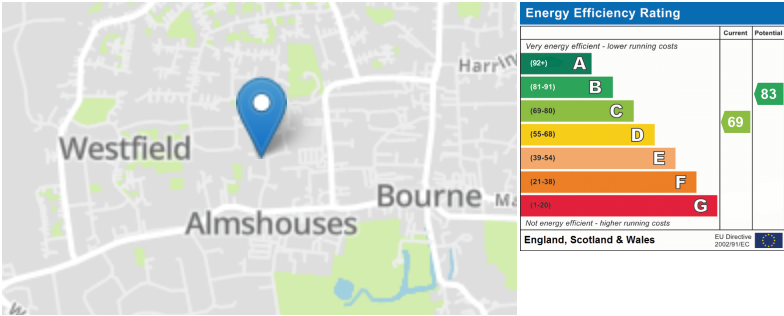 Harrin
Westfield
Bourne
Ma
Almshouses
Energy Efficiency Rating
Current Potential
Very energy efficient - lower running costs
(92+) A
(81-91) B
83
(69-80) C
69
(55-68) D
(39-54) E
(21-38) F
(1-20) G
Not energy efficient - higher running costs
England, Scotland & Wales
EU Directive
2002/91/EC